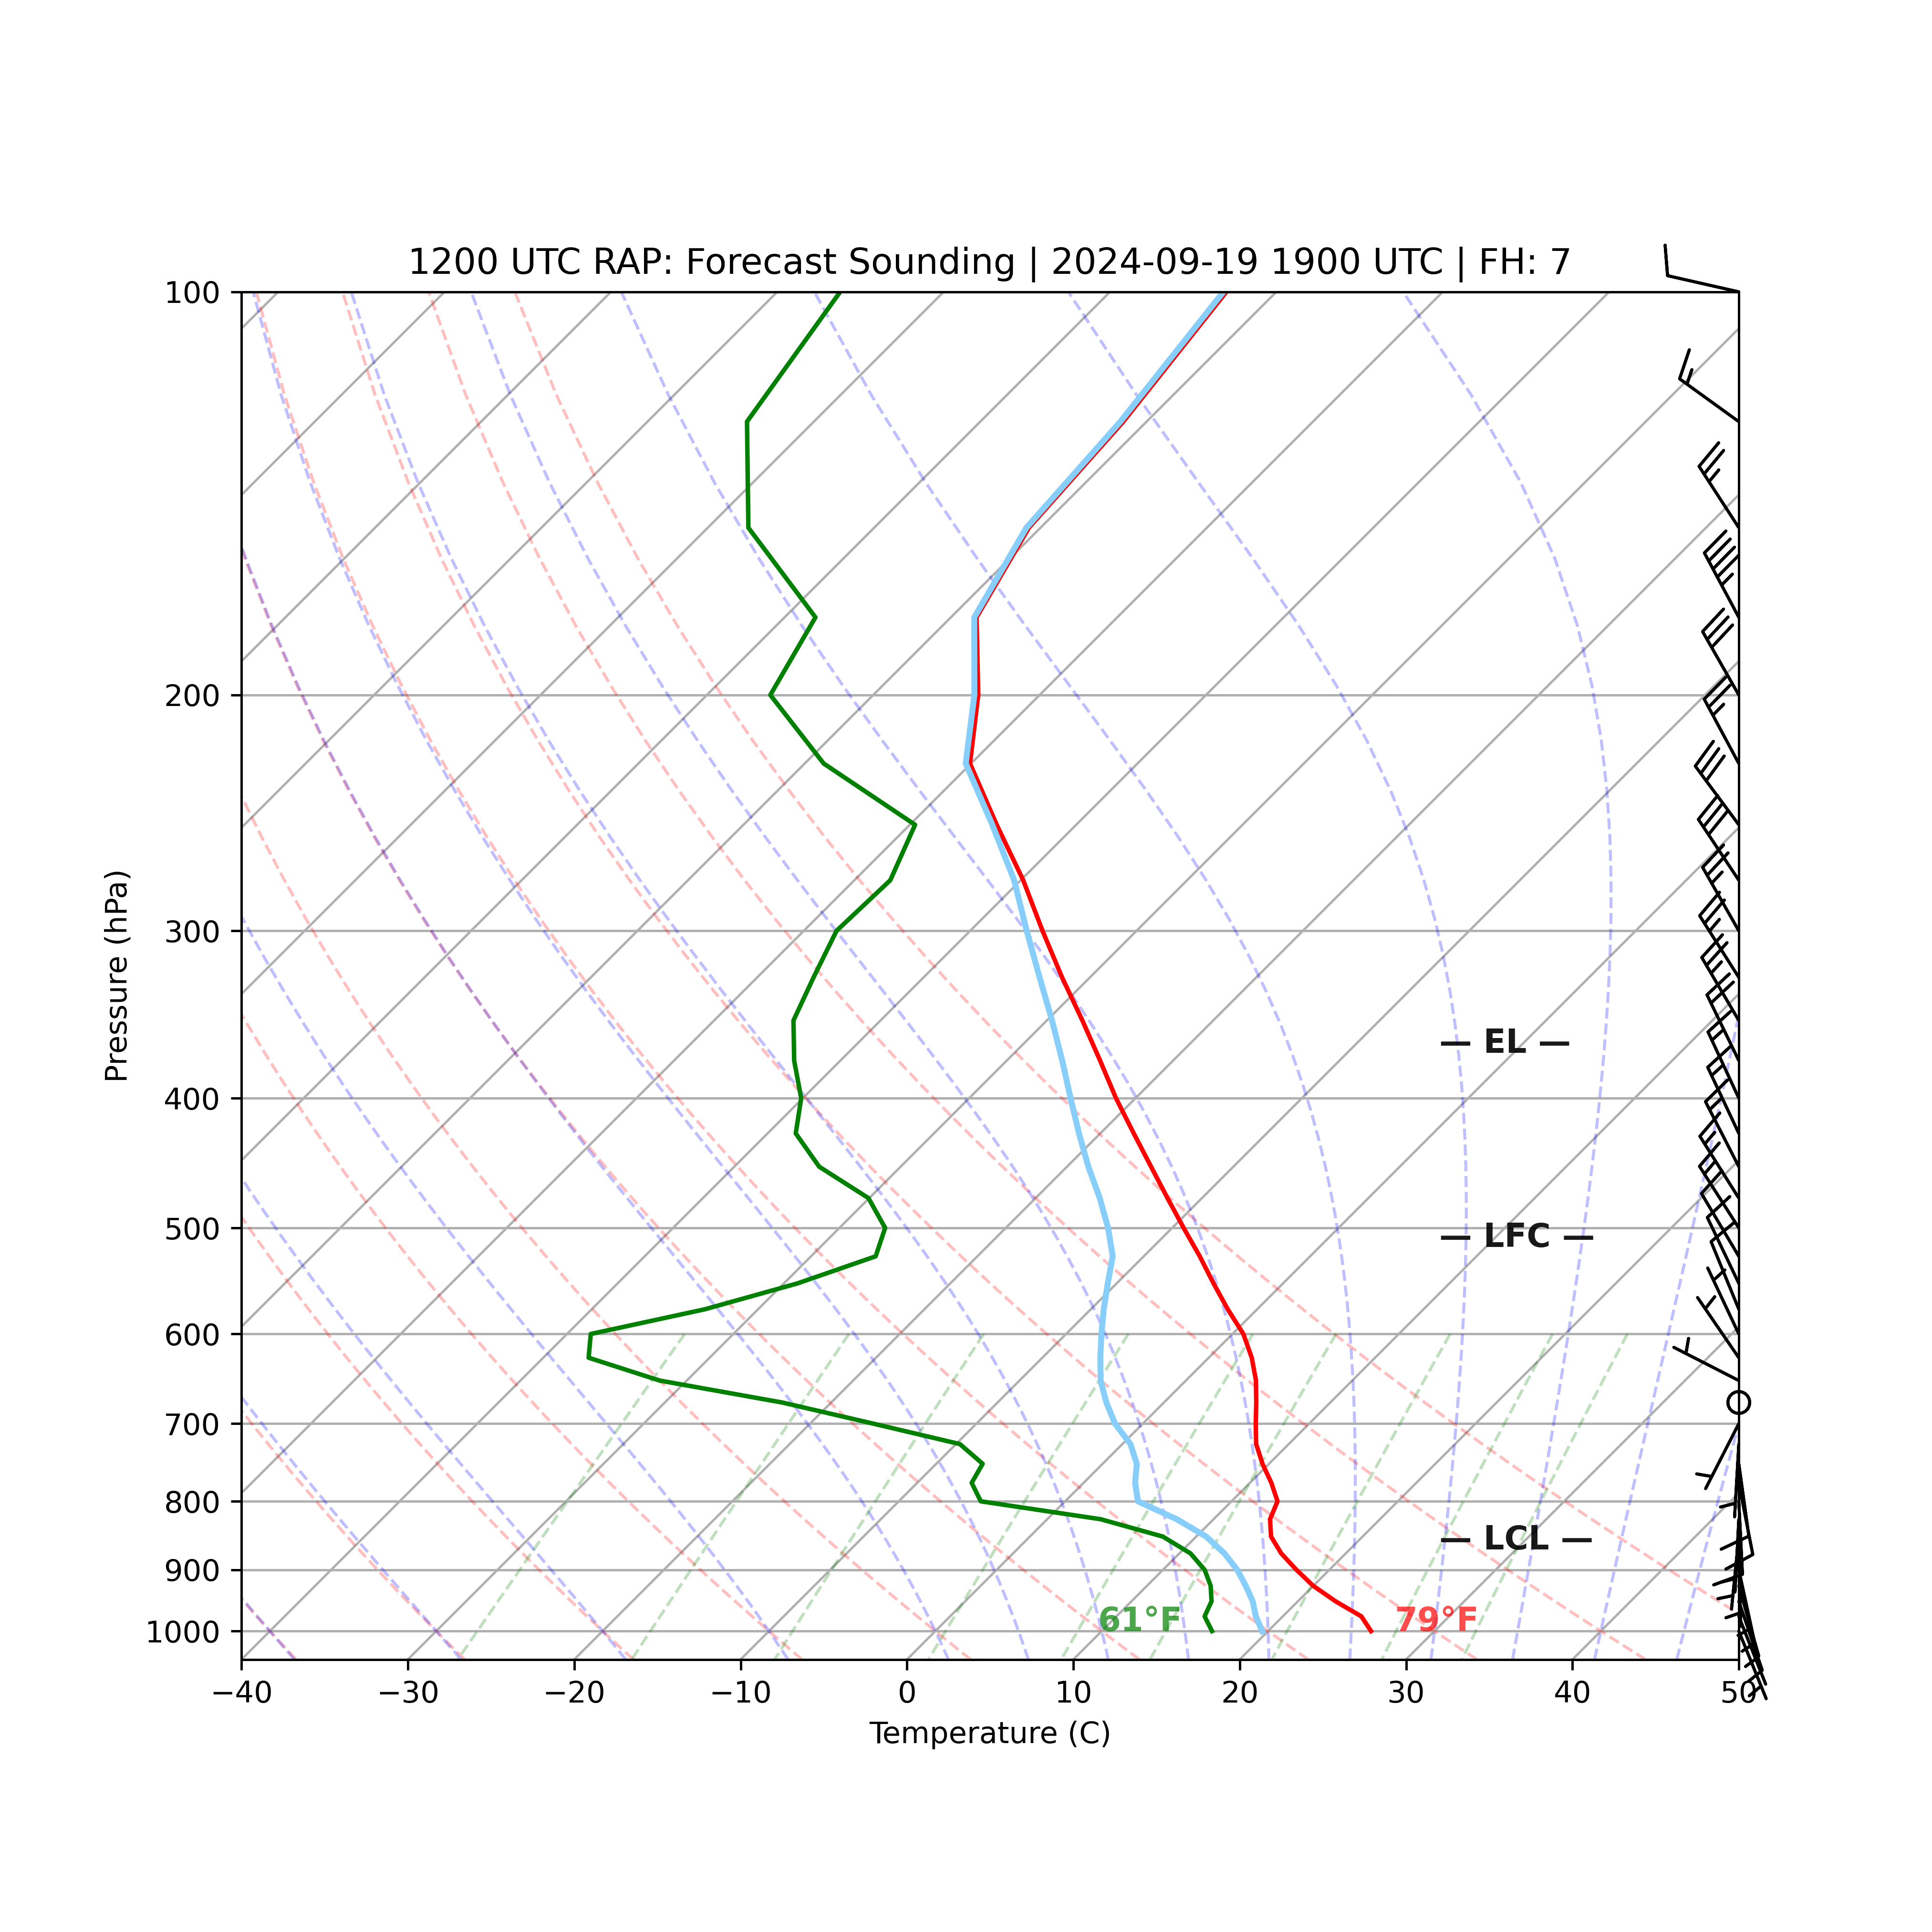 1200 UTC RAP: Forecast Sounding | 2024-09-19 1900 UTC | FH: 7
100
200
300
400
500
600
700
800
900
1000
Pressure (hPa)
— EL —
— LFC —
— LCL —
61°F
79°F
−40 −30 −20 −10 0 10 20 30 40 50
Temperature (C)